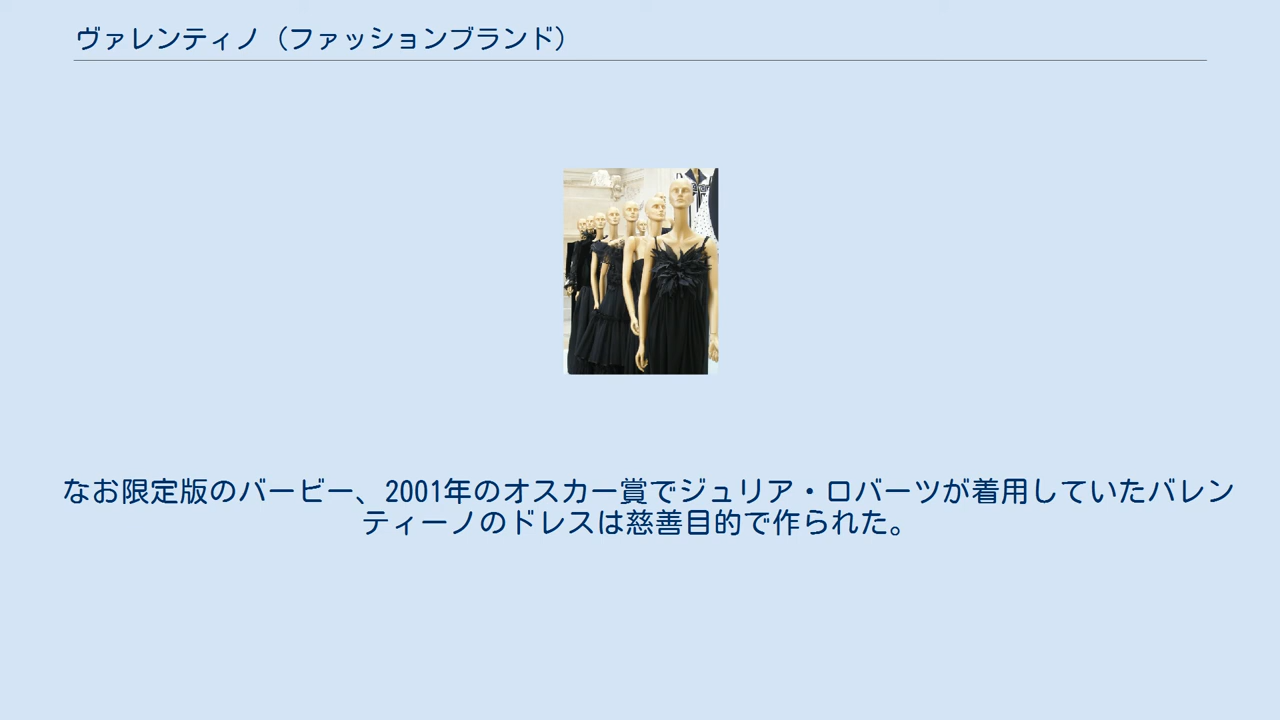 ヴァレンティノ（ファッションブランド）
なお限定版のバービー、2001年のオスカー賞でジュリア・ロバーツが着用していたバレン
ティーノのドレスは慈善目的で作られた。